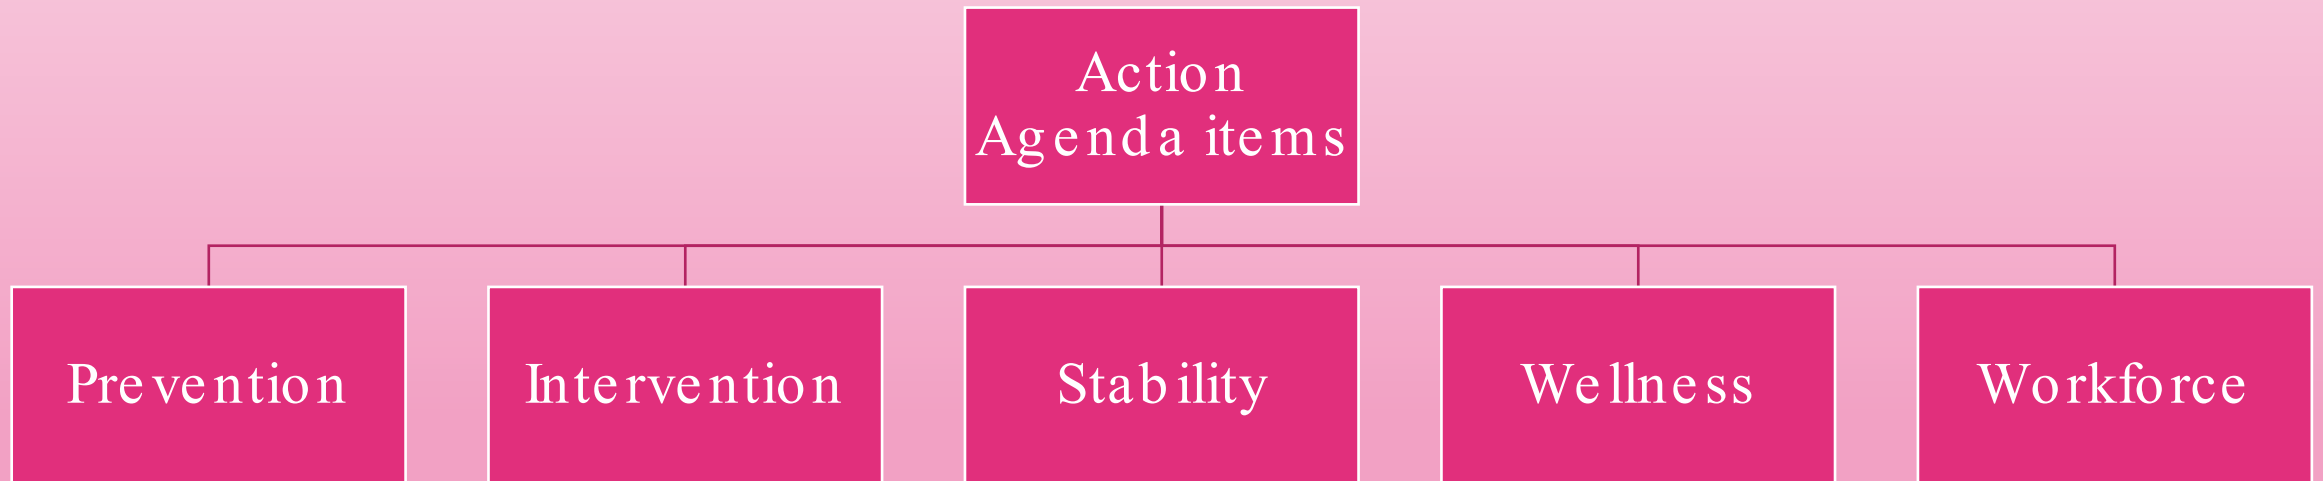 Action
Agenda items
Prevention
Intervention
Stability
Wellness
Workforce